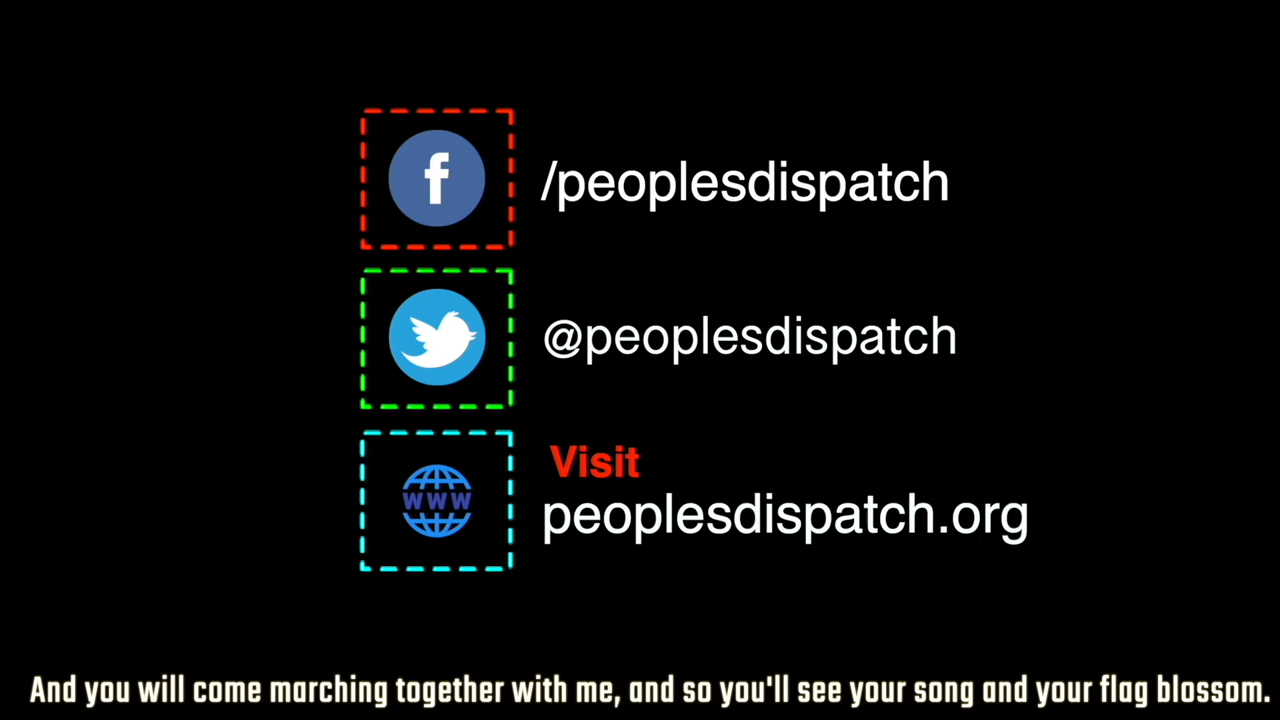 f
/peoplesdispatch
@peoplesdispatch
Visit
WWW
peoplesdispatch.org
And you will come marching together with me, and so you'll see your song and your flag blossom.